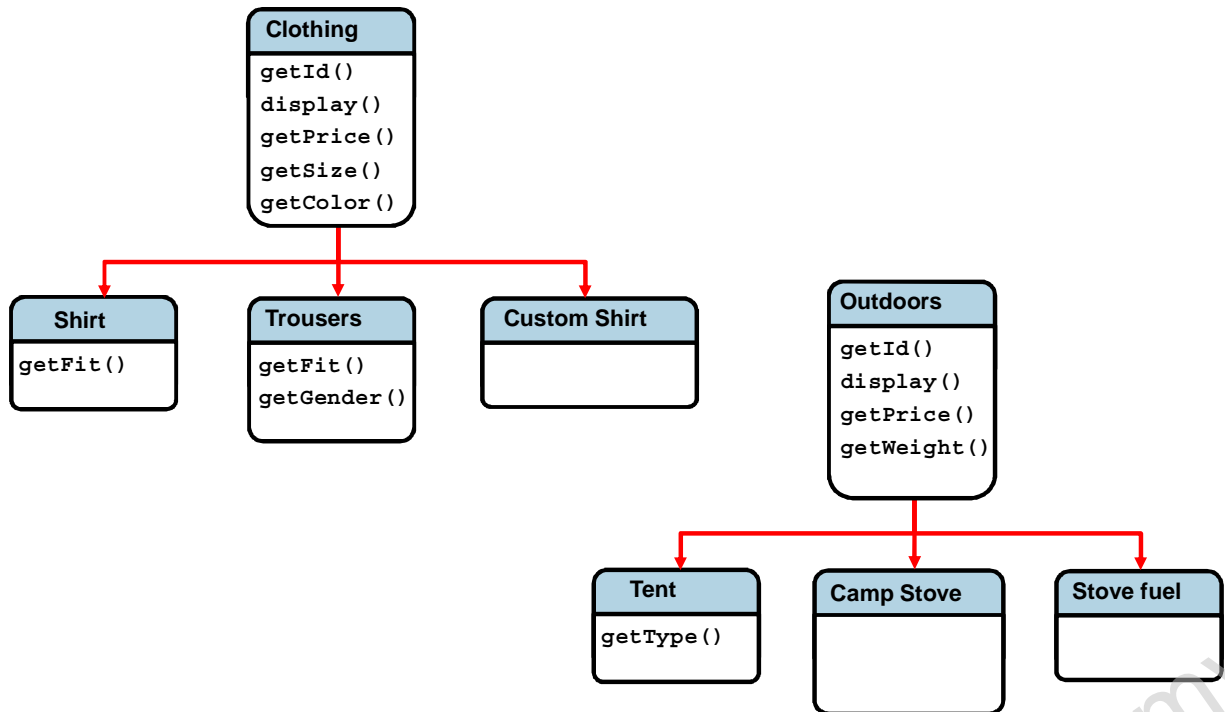 Clothing
getId()
display()
getPrice()
getSize()
getColor()
Shirt
getFit()
Trousers
getFit()
getGender()
Custom Shirt
Outdoors
getId()
display()
getPrice()
getWeight()
Tent
getType()
Camp Stove
Stove fuel